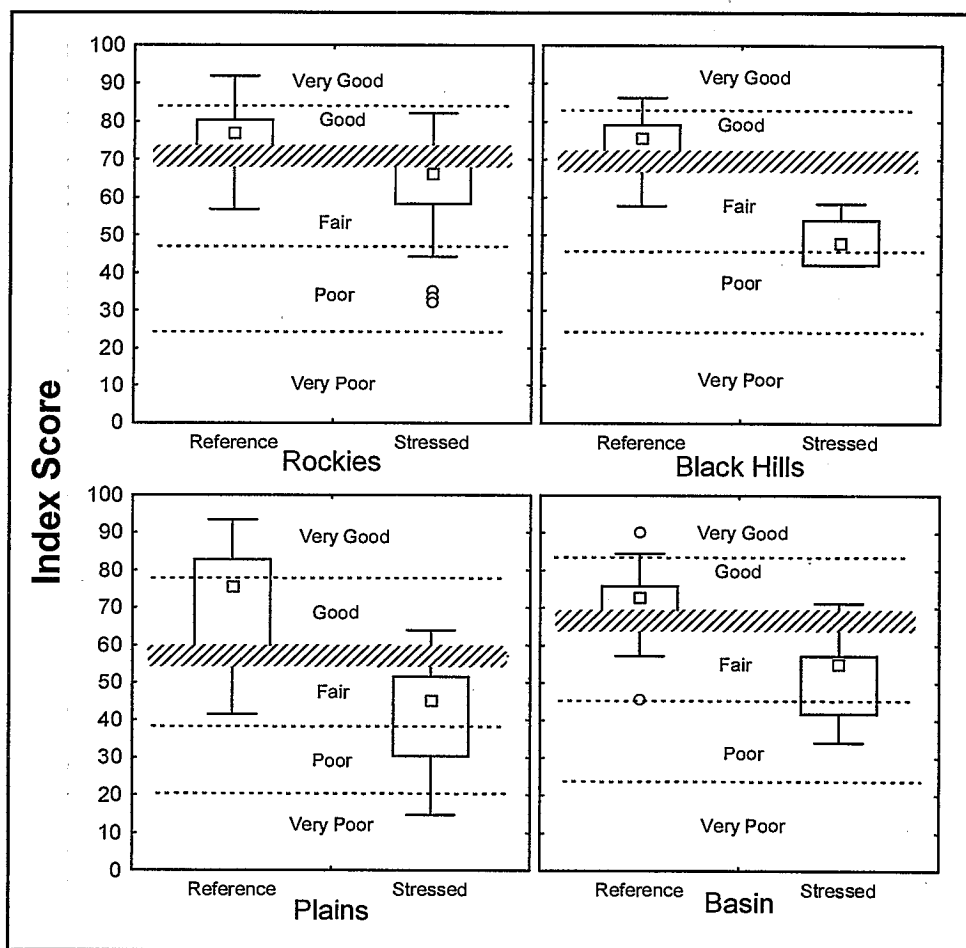 Index Score
100
90
80
70
60
50
40
30
20
10
0
Very Good
Good
Fair
Poor
Very Poor
Reference
Stressed
Rockies
Very Good
Good
Fair
Poor
Very Poor
Reference
Stressed
Black Hills
100
90
80
70
60
50
40
30
20
10
0
Very Good
Good
Fair
Poor
Very Poor
Reference
Stressed
Plains
Very Good
Good
Fair
Poor
Very Poor
Reference
Stressed
Basin